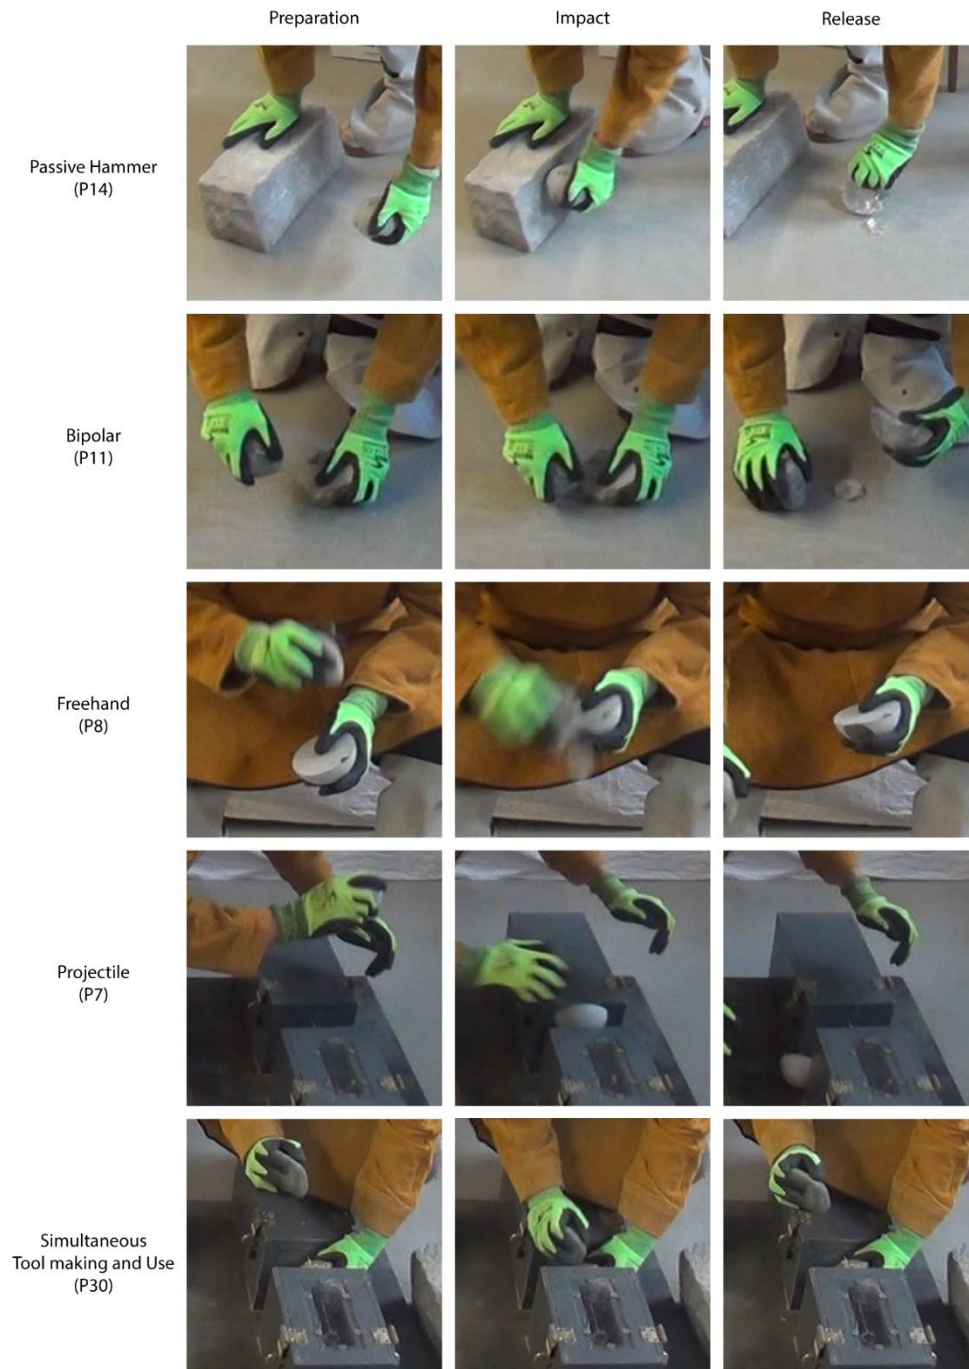 Preparation
Impact
Release
Passive Hammer
(P14)
Bipolar
(P11)
Freehand
(P8)
Projectile
(P7)
Simultaneous
Tool making and Use
(P30)